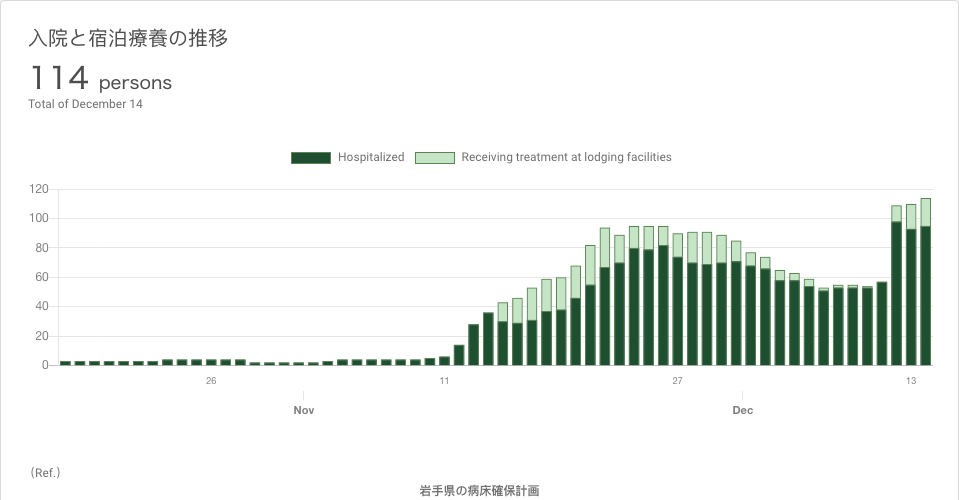 入院と宿泊療養の推移
114 persons
Total of December 14
Hospitalized Receiving treatment at lodging facilities
120
100
80
60
40
20
0
26 11 27 13
Nov Dec
(Ref.)
岩手県の病床確保計画